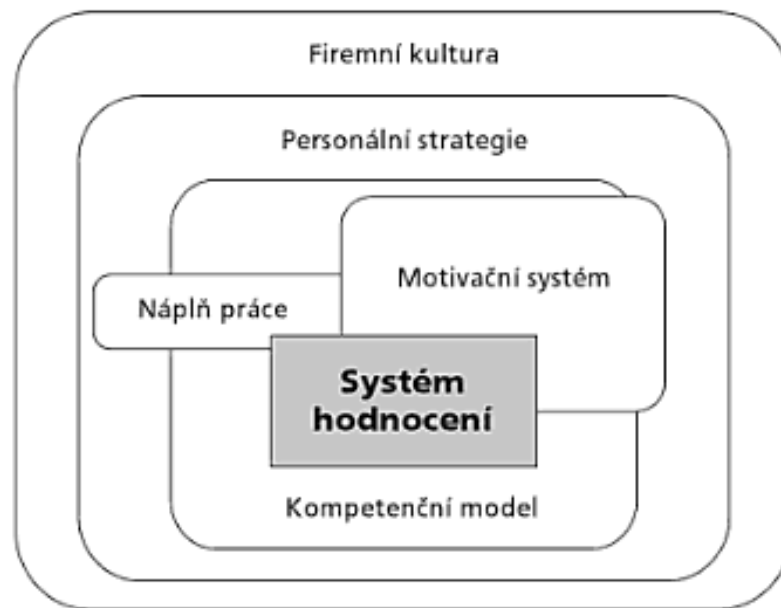 Firemní kultura
Personální strategie
Motivační systém
Náplň práce
Systém
hodnocení
Kompetenční model